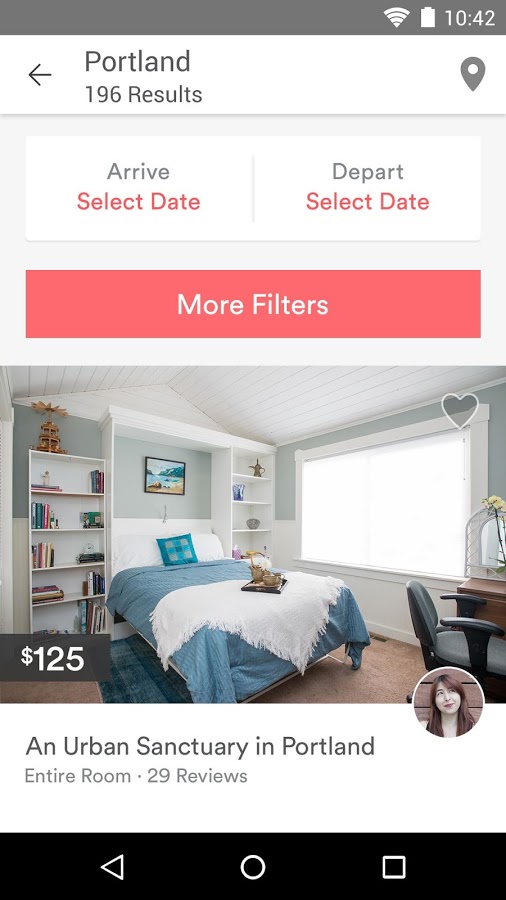 10:42
Portland
196 Results
Arrive
Depart
Select Date
Select Date
More Filters
$125
An Urban Sanctuary in Portland
Entire Room · 29 Reviews